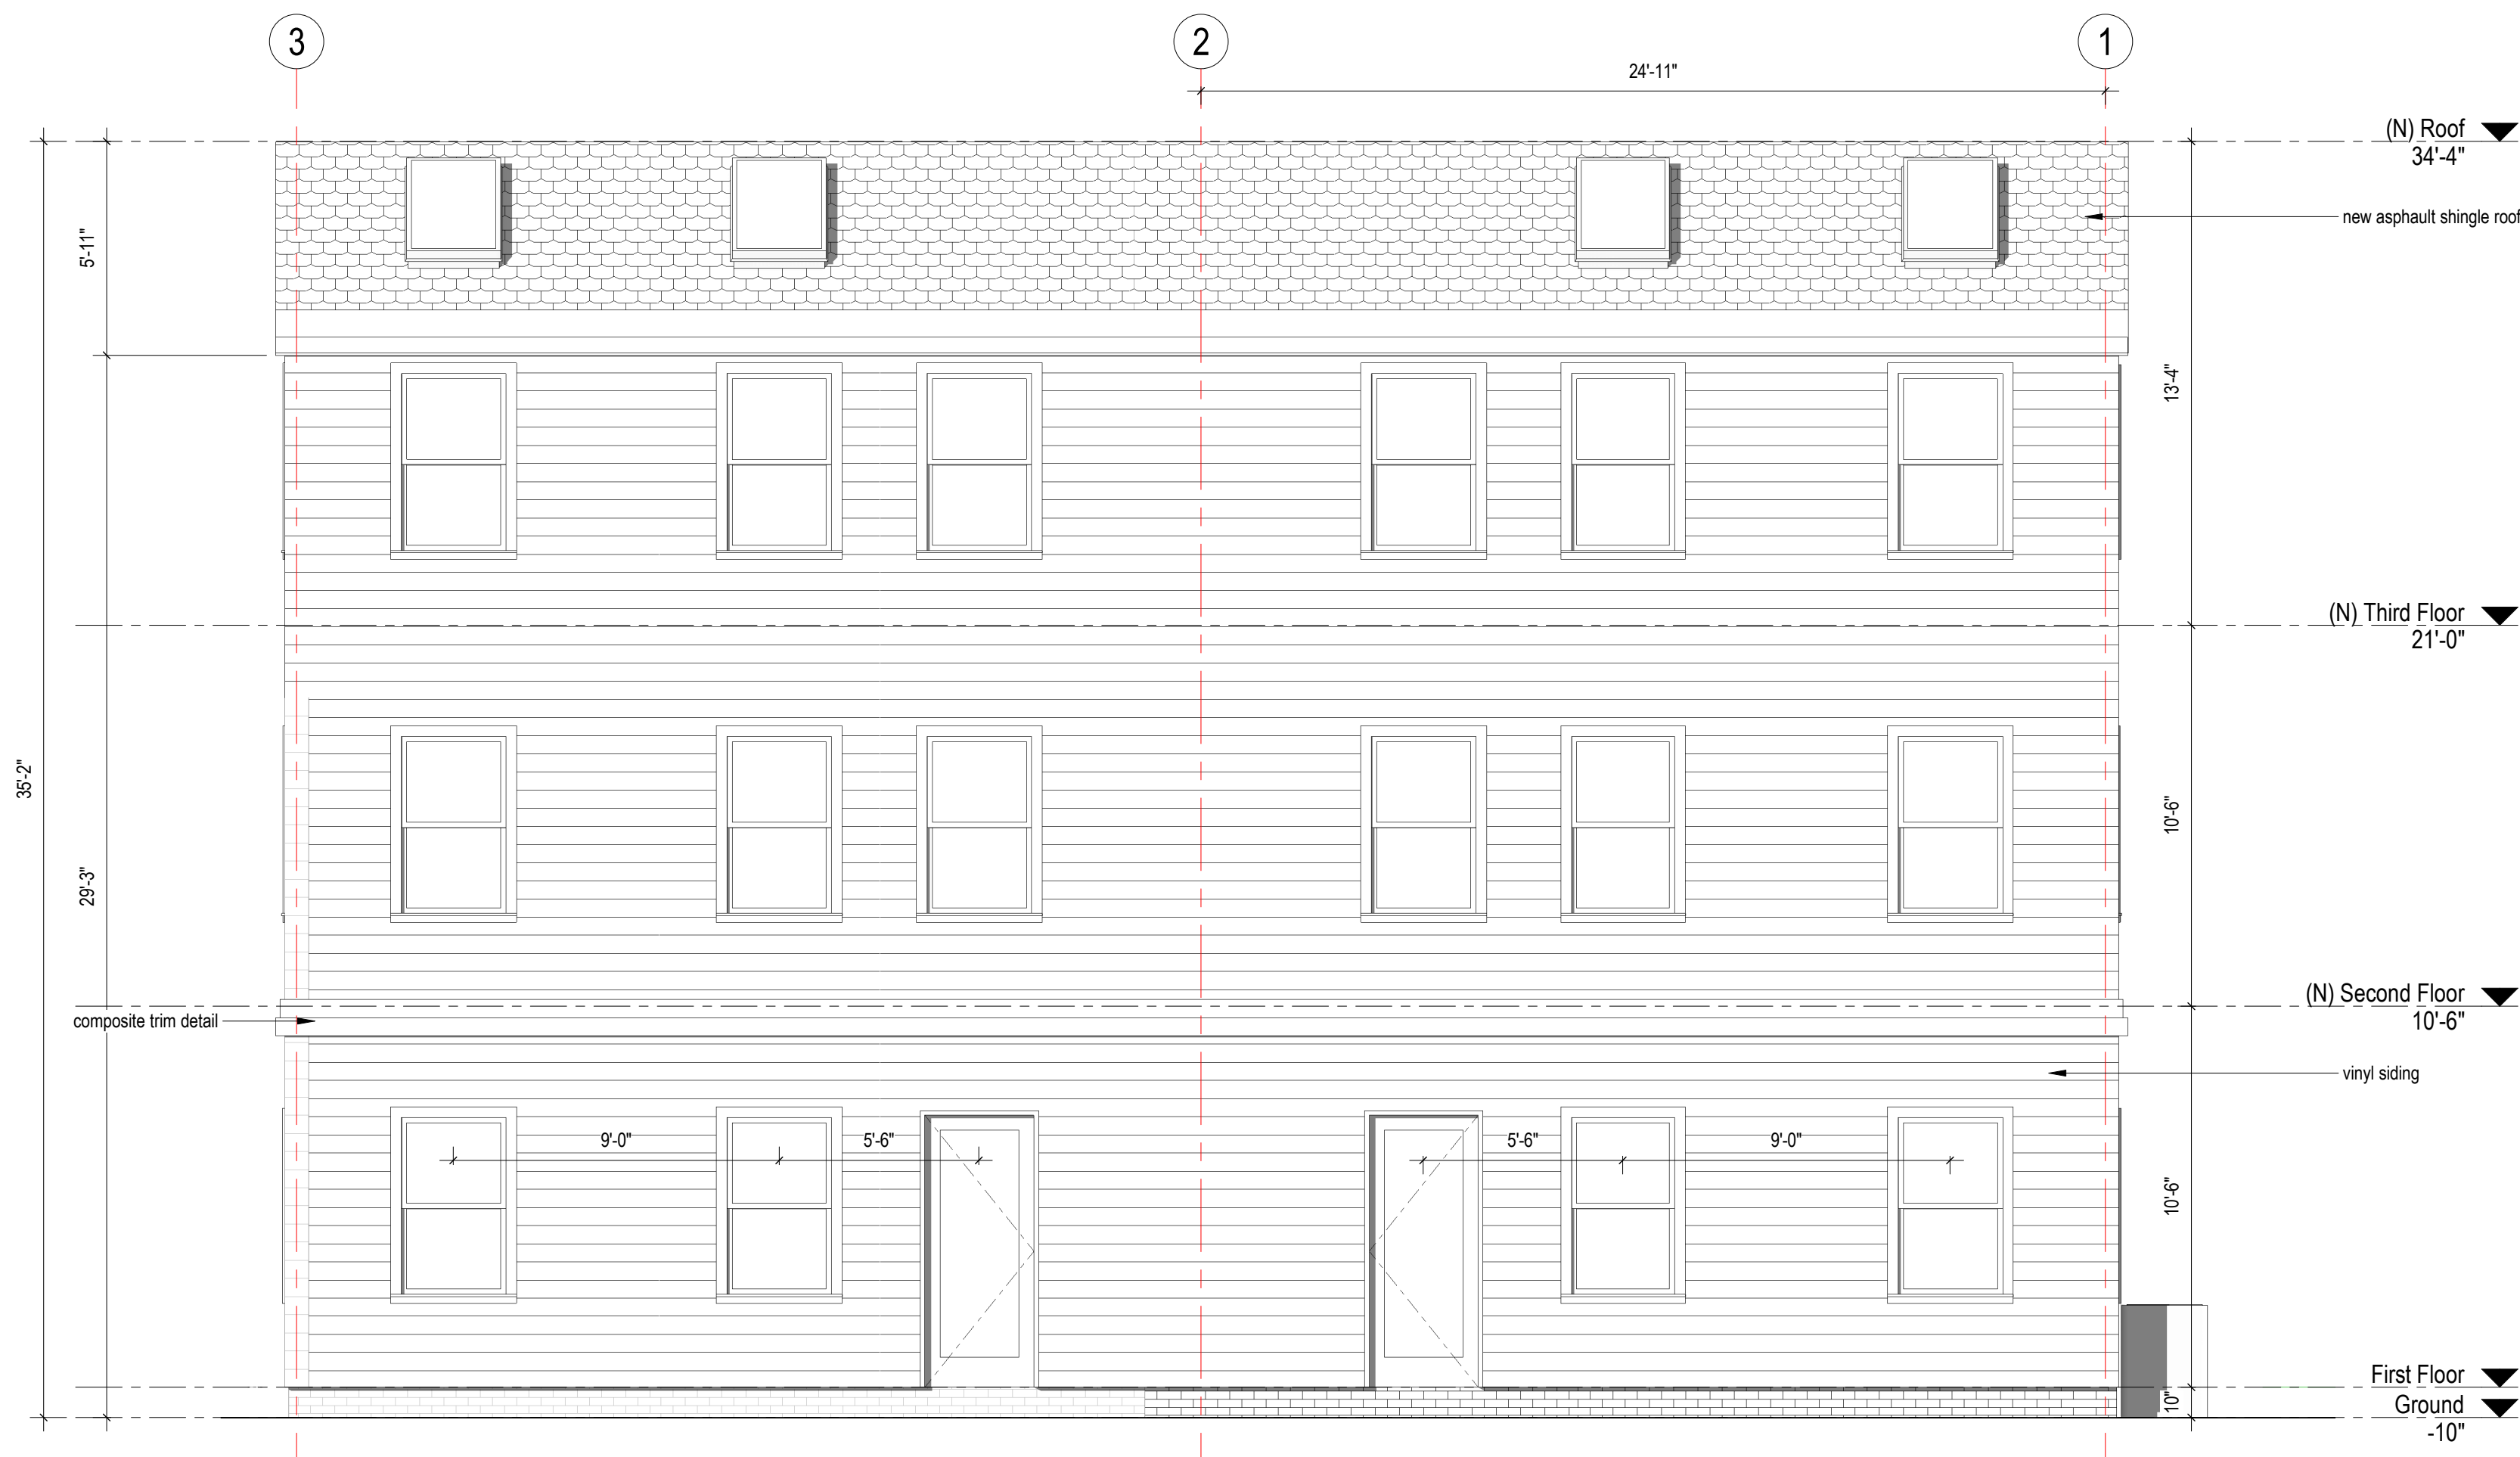 3
2
1
24'-11"
(N) Roof
34'-4"
new asphault shingle roof
5'-11"
13'-4"
(N) Third Floor
21'-0"
35'-2"
10'-6"
29'-3"
(N) Second Floor
10'-6"
composite trim detail
vinyl siding
9'-0"
5'-6"
5'-6"
9'-0"
10'-6"
First Floor
10"
Ground
-10"